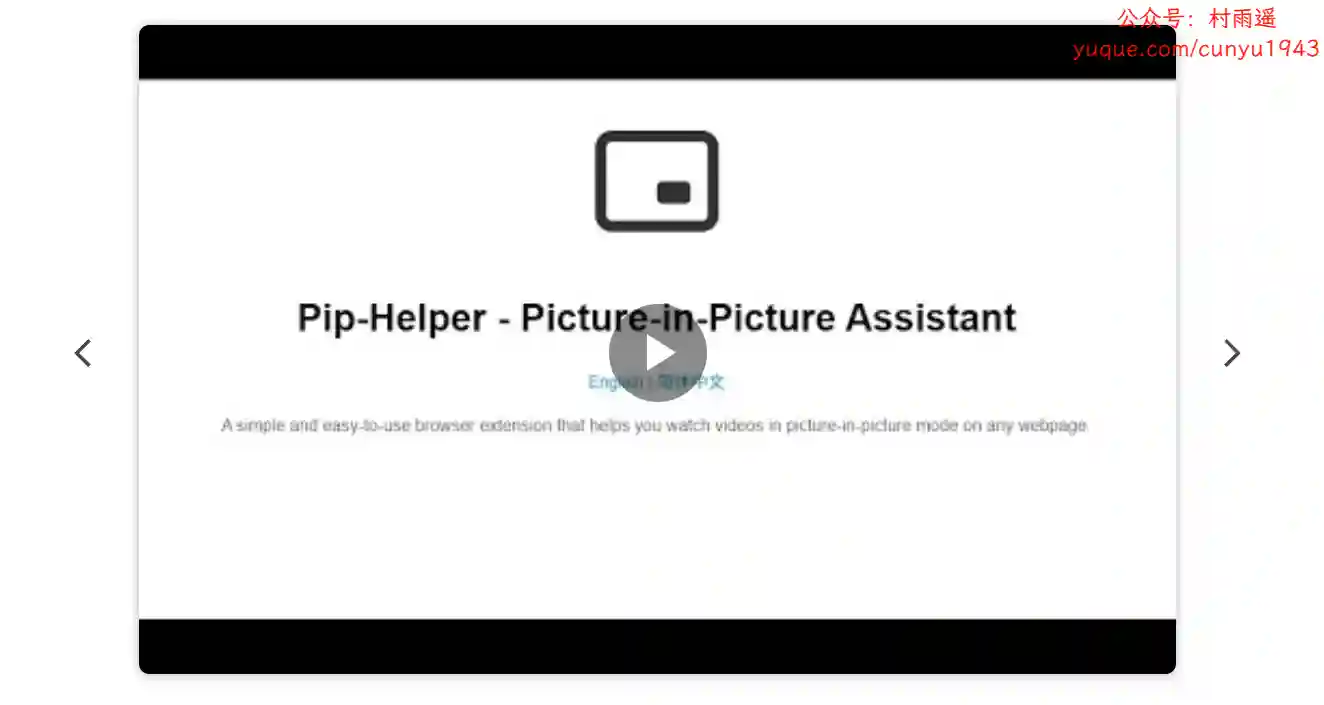 公众号：村雨遥
yuque.com/cunyu1943
Pip-Helper - Picture-in-Picture Assistant
English | 简体中文
A simple and easy-to-use browser extension that helps you watch videos in picture-in-picture mode on any webpage